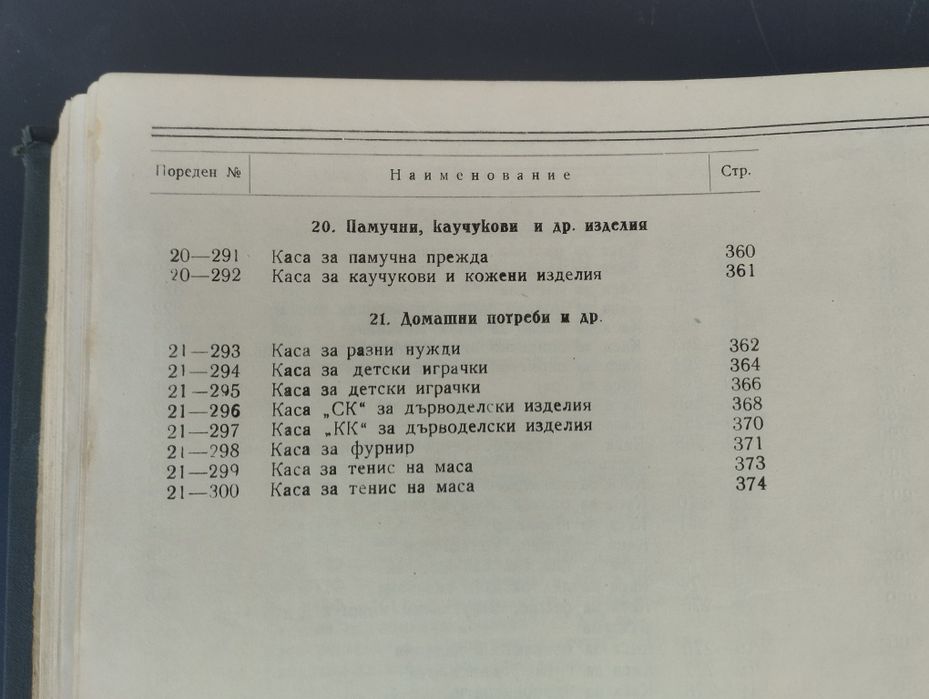 Пореден № Наименование Стр.
20. Памучни, каучукови и др. изделия
20—291 Каса за памучна прежда 360
20—292 Каса за каучукови и кожени изделия 361
21. Домашни потреби и др.
21—293 Каса за разни нужди 362
21—294 Каса за детски играчки 364
21—295 Каса за детски играчки 366
21—296 Каса „СК“ за дърводелски изделия 368
21—297 Каса „КК“ за дърводелски изделия 370
21—298 Каса за фурнир 371
21—299 Каса за тенис на маса 373
21—300 Каса за тенис на маса 374